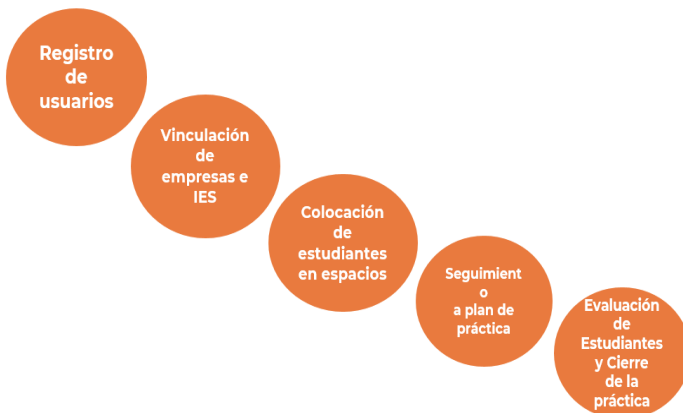 Registro
de
usuarios
Vinculación
de
empresas e
IES
Colocación
de
estudiantes
en espacios
Seguimient
o
a plan de
práctica
Evaluación
de
Estudiantes
y Cierre
de la
práctica